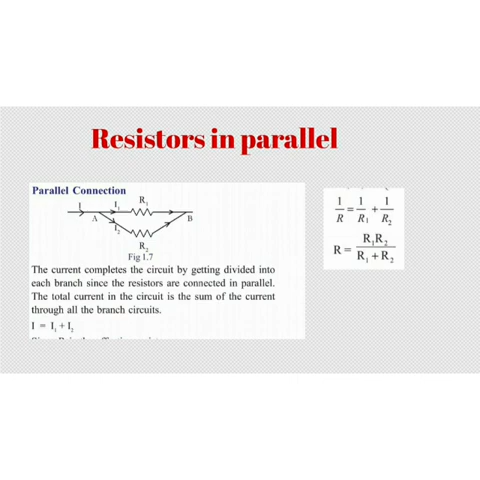 Resistors in parallel
Parallel Connection
I
I₁
R₁
A
B
I₂
R₂
Fig 1.7
The current completes the circuit by getting divided into
each branch since the resistors are connected in parallel.
The total current in the circuit is the sum of the current
through all the branch circuits.
I = I₁ + I₂
1/R = 1/R₁ + 1/R₂
R = R₁R₂ / R₁ + R₂